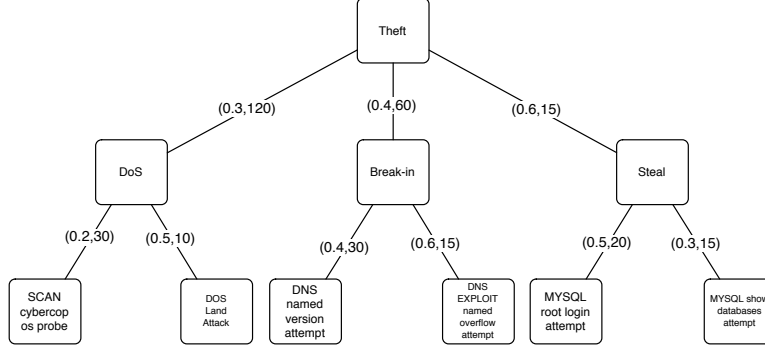 Theft
(0.3,120)
(0.4,60)
(0.6,15)
DoS
Break-in
Steal
(0.2,30)
(0.5,10)
(0.4,30)
(0.6,15)
(0.5,20)
(0.3,15)
SCAN
cybercop
os probe
DOS
Land
Attack
DNS
named
version
attempt
DNS
EXPLOIT
named
overflow
attempt
MYSQL
root login
attempt
MYSQL show
databases
attempt